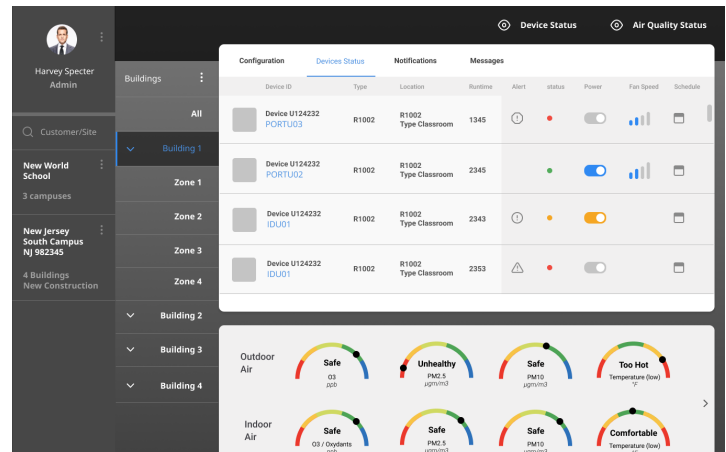 Device Status
Air Quality Status
Harvey Specter
Admin
Customer/Site
New World
School
3 campuses
New Jersey
South Campus
NJ 982345
4 Buildings
New Construction
Buildings
All
Building 1
Zone 1
Zone 2
Zone 3
Zone 4
Building 2
Building 3
Building 4
Configuration Devices Status Notifications Messages
Device ID Type Location Runtime Alert status Power Fan Speed Schedule
Device U124232
PORTU03
R1002
R1002
Type Classroom
1345
Device U124232
PORTU02
R1002
R1002
Type Classroom
2345
Device U124232
IDU01
R1002
R1002
Type Classroom
2343
Device U124232
IDU01
R1002
R1002
Type Classroom
2353
Outdoor
Air
Safe
O3
ppb
Unhealthy
PM2.5
µgm/m3
Safe
PM10
µgm/m3
Too Hot
Temperature (low)
°F
Indoor
Air
Safe
O3 / Oxydants
ppb
Safe
PM2.5
µgm/m3
Safe
PM10
µgm/m3
Comfortable
Temperature (low)